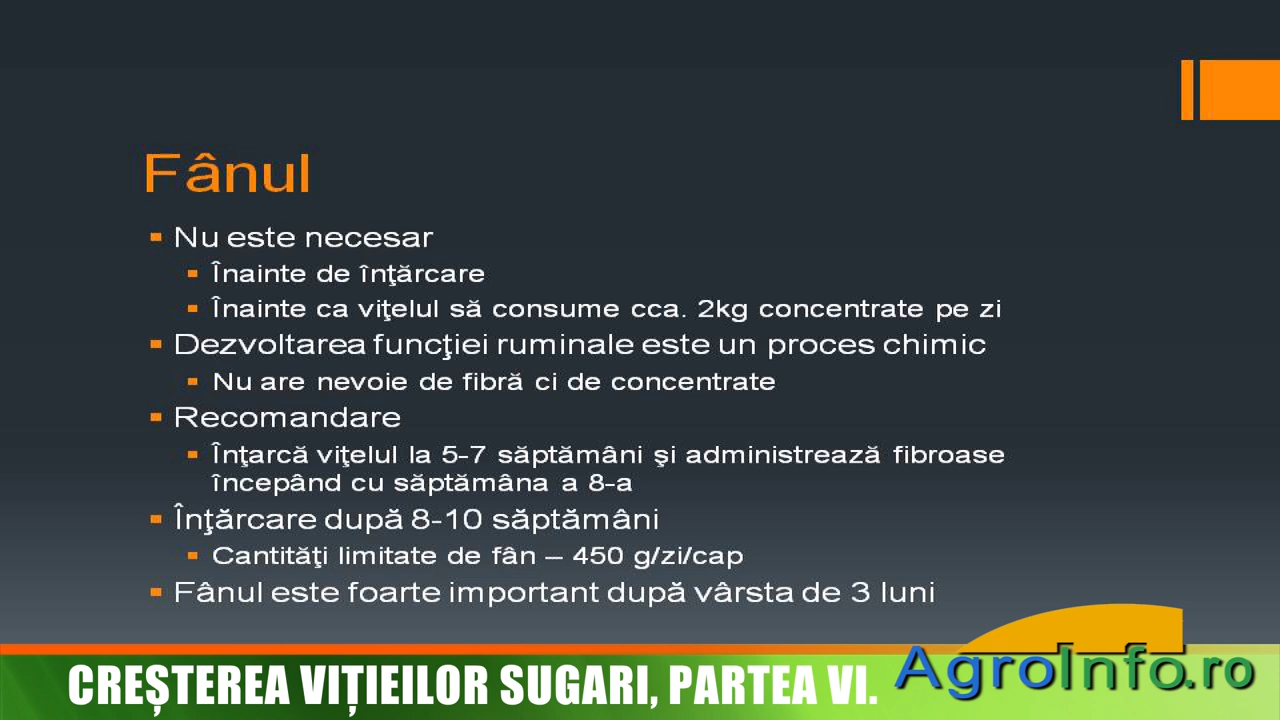 Fânul
Nu este necesar
Înainte de înţărcare
Înainte ca viţelul să consume cca. 2kg concentrate pe zi
Dezvoltarea funcţiei ruminale este un proces chimic
Nu are nevoie de fibră ci de concentrate
Recomandare
Înţarcă viţelul la 5-7 săptămâni şi administrează fibroase
începând cu săptămâna a 8-a
Înţărcare după 8-10 săptămâni
Cantităţi limitate de fân – 450 g/zi/cap
Fânul este foarte important după vârsta de 3 luni
CREȘTEREA VIȚIEILOR SUGARI, PARTEA VI.
AgroInfo.ro